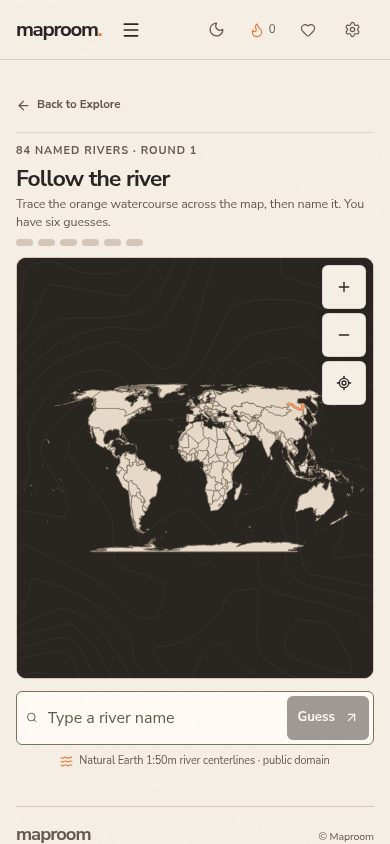 maproom.
0
Back to Explore
84 NAMED RIVERS · ROUND 1
Follow the river
Trace the orange watercourse across the map, then name it. You
have six guesses.
+
−
Type a river name
Guess
Natural Earth 1:50m river centerlines · public domain
maproom
© Maproom